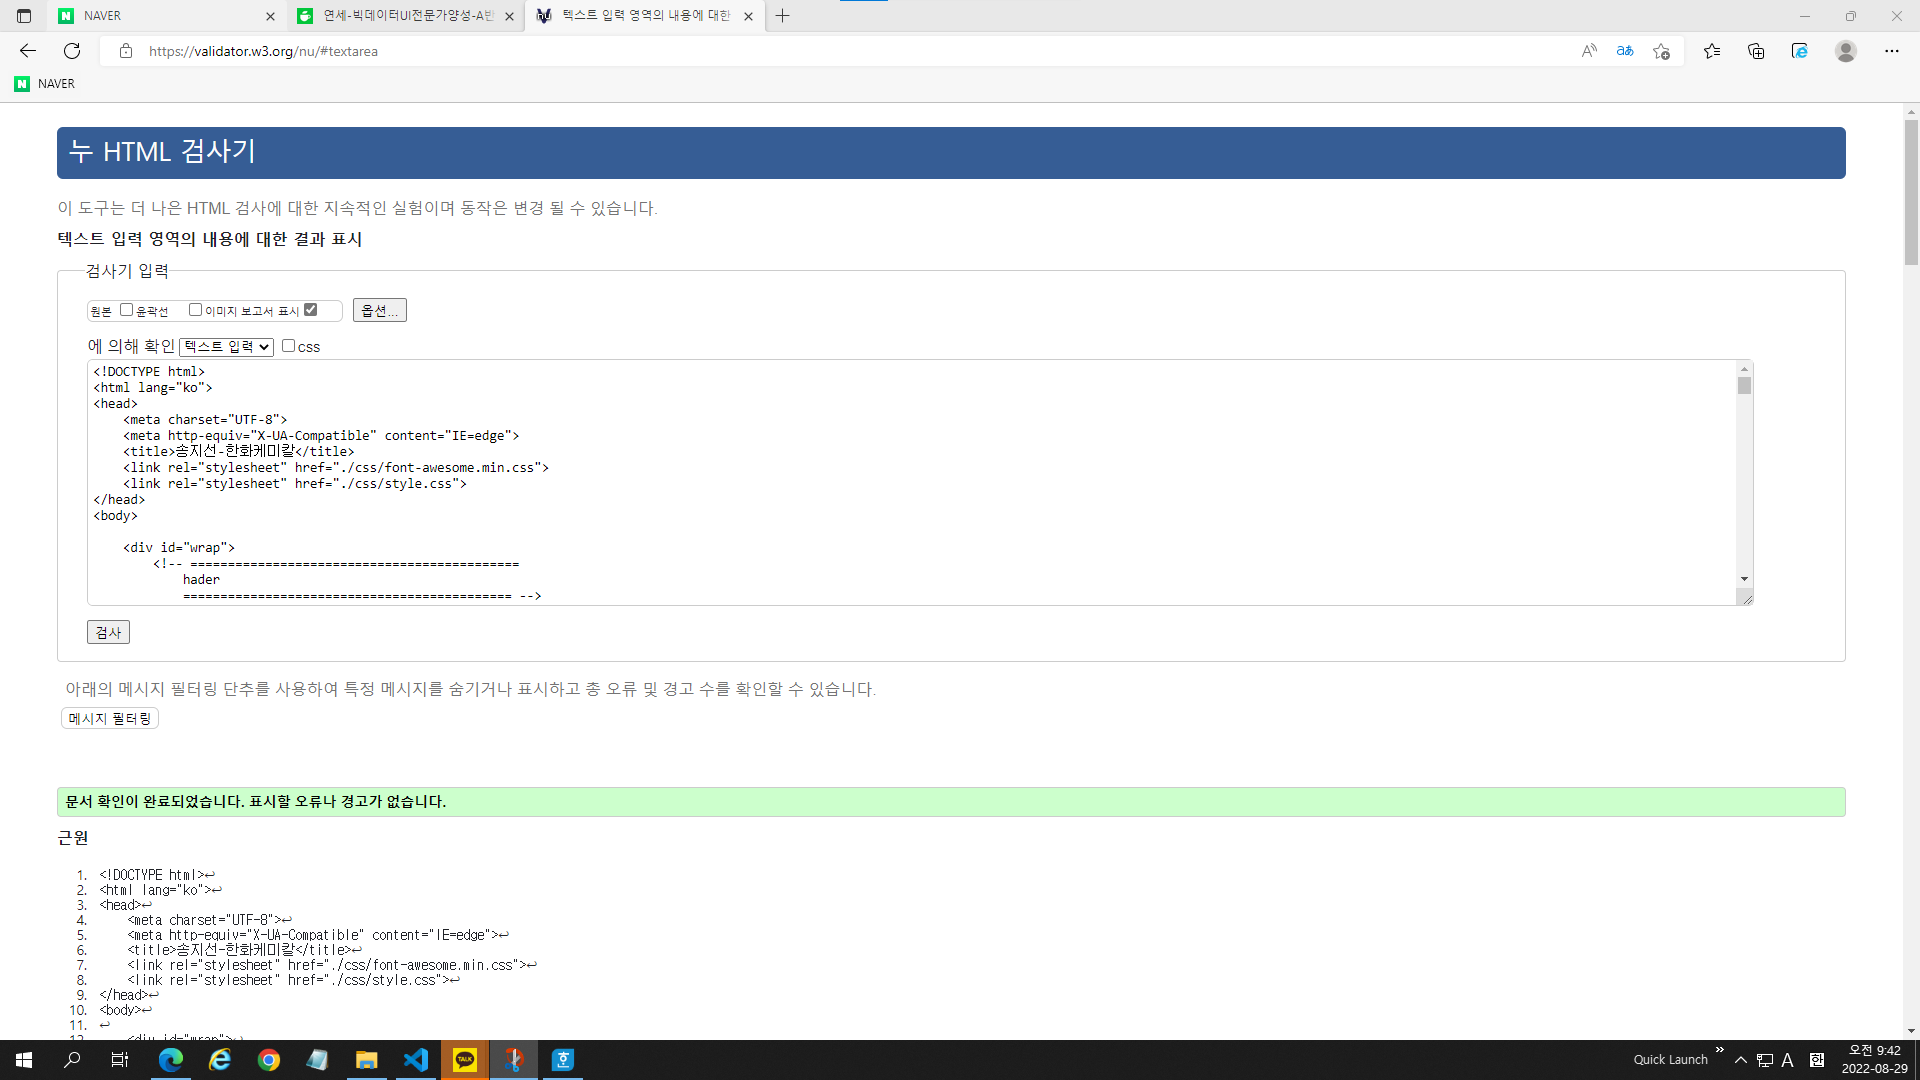 NAVER
연세-빅데이터UI전문가양성-A반
텍스트 입력 영역의 내용에 대한
https://validator.w3.org/nu/#textarea
NAVER
누 HTML 검사기
이 도구는 더 나은 HTML 검사에 대한 지속적인 실험이며 동작은 변경 될 수 있습니다.
텍스트 입력 영역의 내용에 대한 결과 표시
검사기 입력
원본 윤곽선 이미지 보고서 표시 옵션...
에 의해 확인 텍스트 입력 css
<!DOCTYPE html>
<html lang="ko">
<head>
<meta charset="UTF-8">
<meta http-equiv="X-UA-Compatible" content="IE=edge">
<title>송지선-한화케미칼</title>
<link rel="stylesheet" href="./css/font-awesome.min.css">
<link rel="stylesheet" href="./css/style.css">
</head>
<body>
<div id="wrap">
<!-- ============================================
hader
============================================ -->
검사
아래의 메시지 필터링 단추를 사용하여 특정 메시지를 숨기거나 표시하고 총 오류 및 경고 수를 확인할 수 있습니다.
메시지 필터링
문서 확인이 완료되었습니다. 표시할 오류나 경고가 없습니다.
근원
1. <!DOCTYPE html>↩
2. <html lang="ko">↩
3. <head>↩
4. <meta charset="UTF-8">↩
5. <meta http-equiv="X-UA-Compatible" content="IE=edge">↩
6. <title>송지선-한화케미칼</title>↩
7. <link rel="stylesheet" href="./css/font-awesome.min.css">↩
8. <link rel="stylesheet" href="./css/style.css">↩
9. </head>↩
10. <body>↩
11. ↩
12. <div id="wrap">↩
TALK
Quick Launch
A
한
오전 9:42
2022-08-29